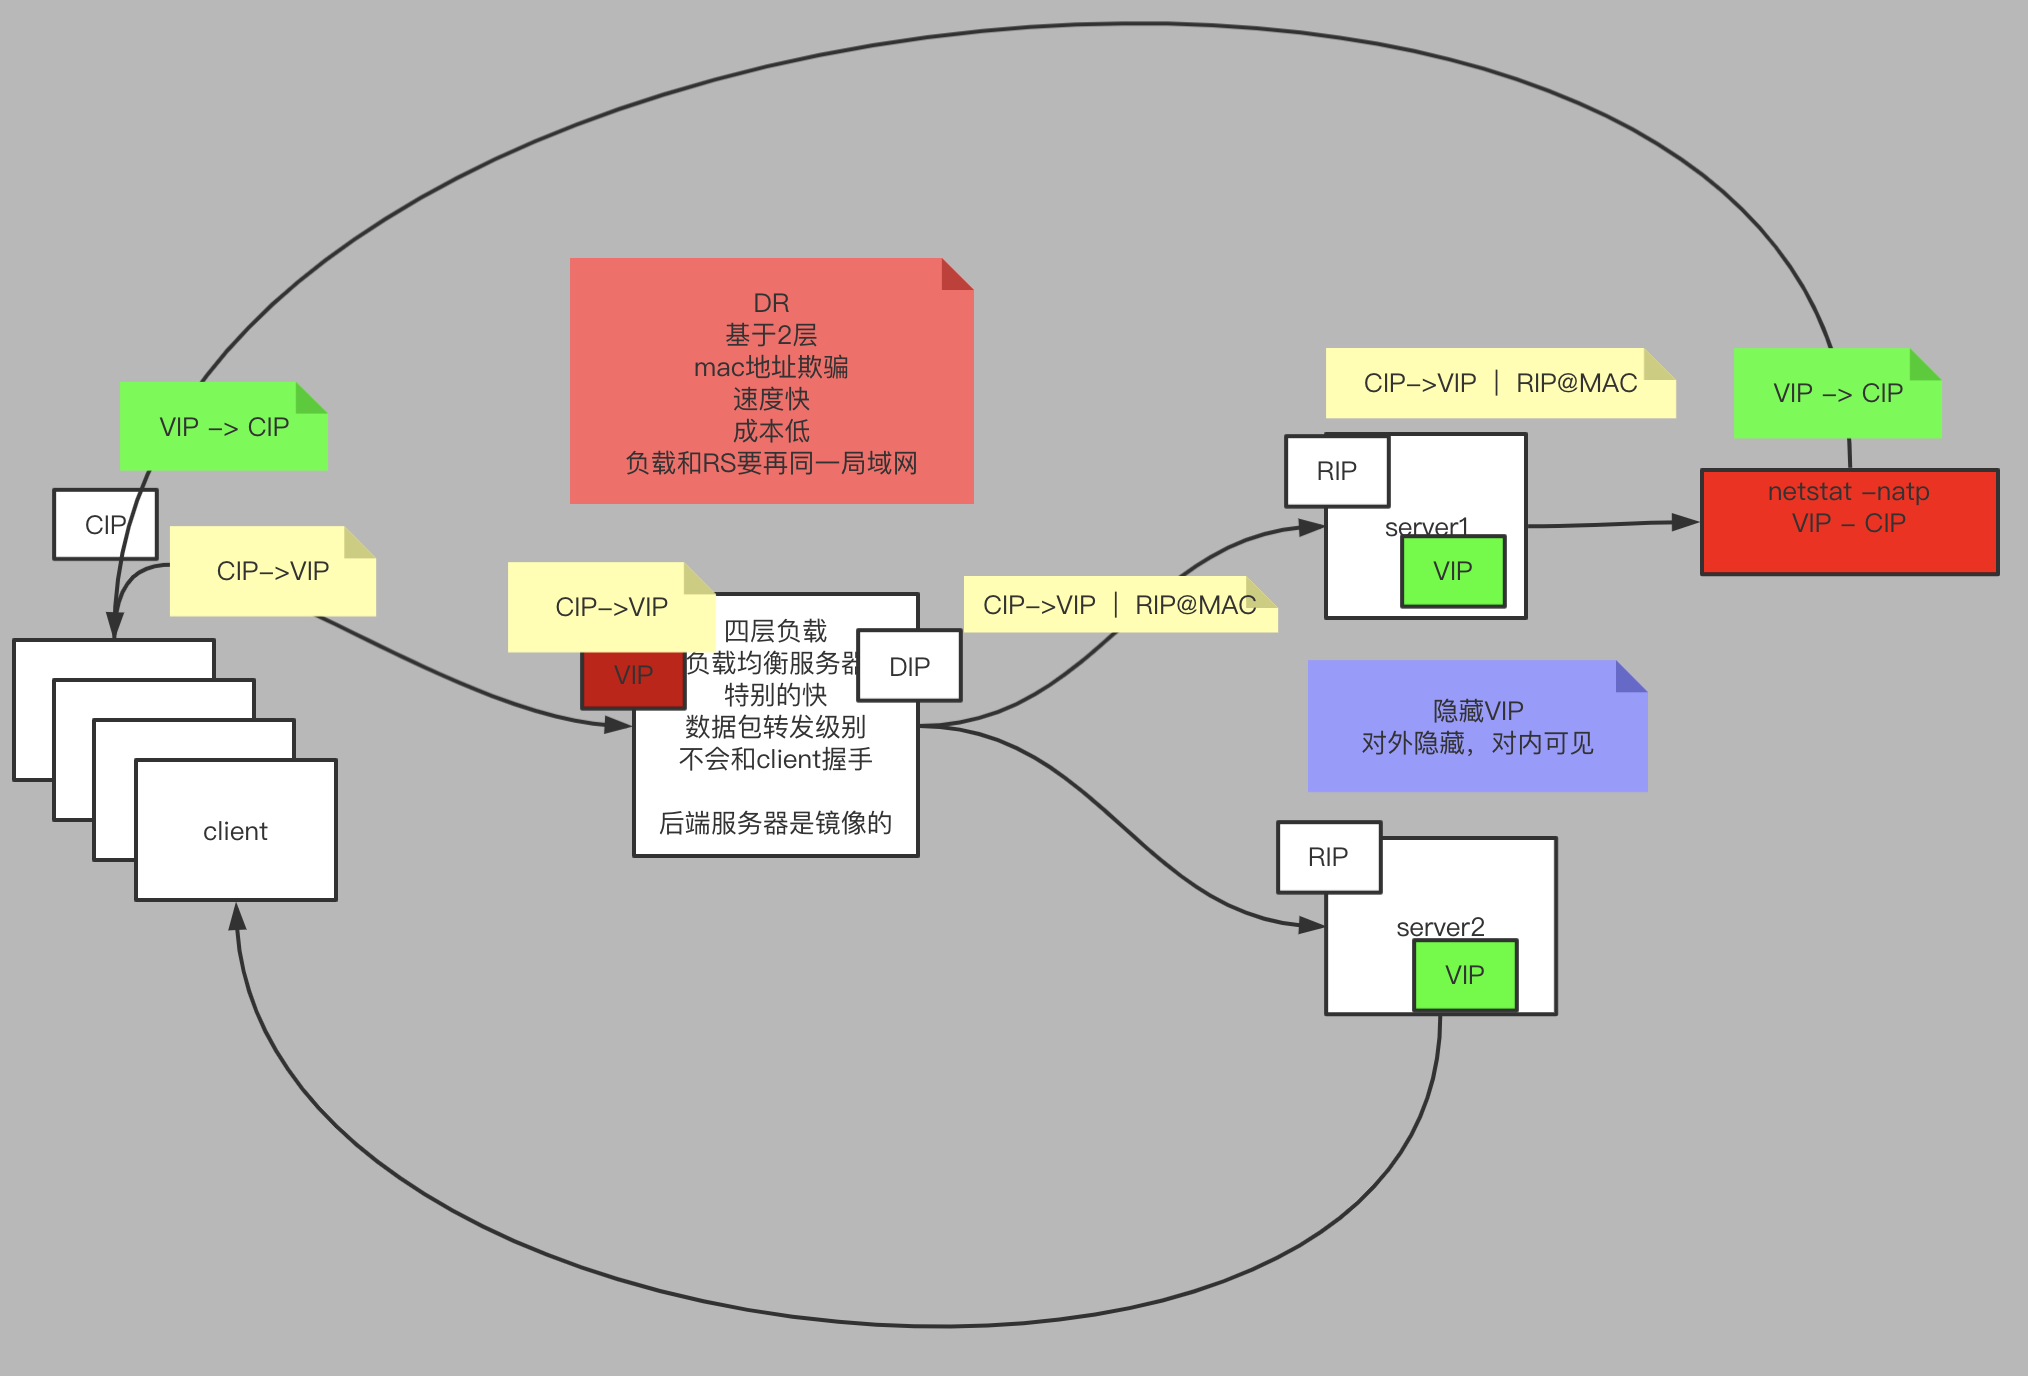 DR
基于2层
mac地址欺骗
速度快
成本低
负载和RS要再同一局域网
VIP -> CIP
CIP
CIP->VIP
client
CIP->VIP
VIP
四层负载
负载均衡服务器
特别的快
数据包转发级别
不会和client握手
后端服务器是镜像的
DIP
CIP->VIP | RIP@MAC
CIP->VIP | RIP@MAC
RIP
server1
VIP
VIP -> CIP
netstat -natp
VIP - CIP
隐藏VIP
对外隐藏，对内可见
RIP
server2
VIP